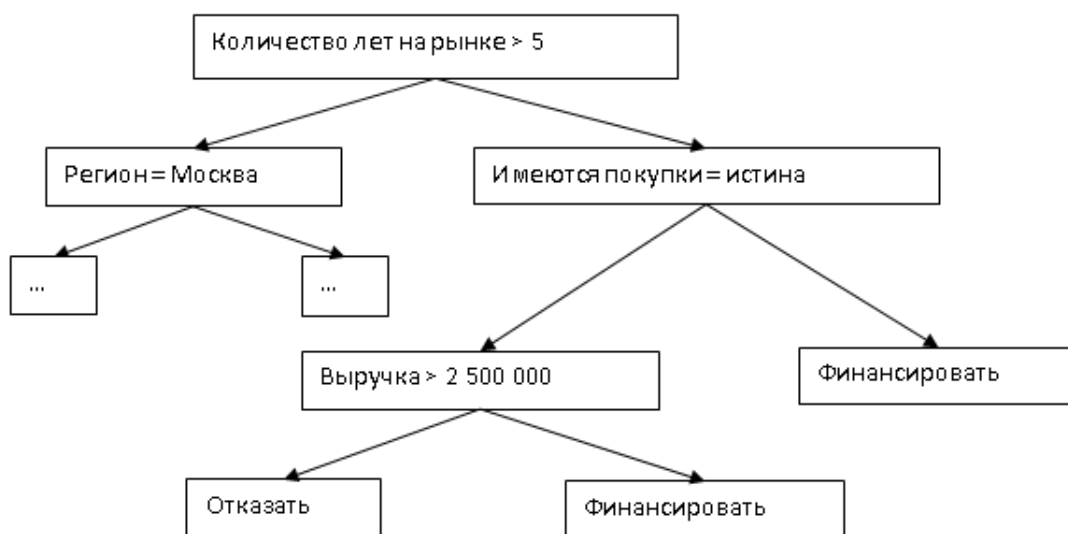 Количество лет на рынке > 5
Регион = Москва
Имеются покупки = истина
...
...
Выручка > 2 500 000
Финансировать
Отказать
Финансировать